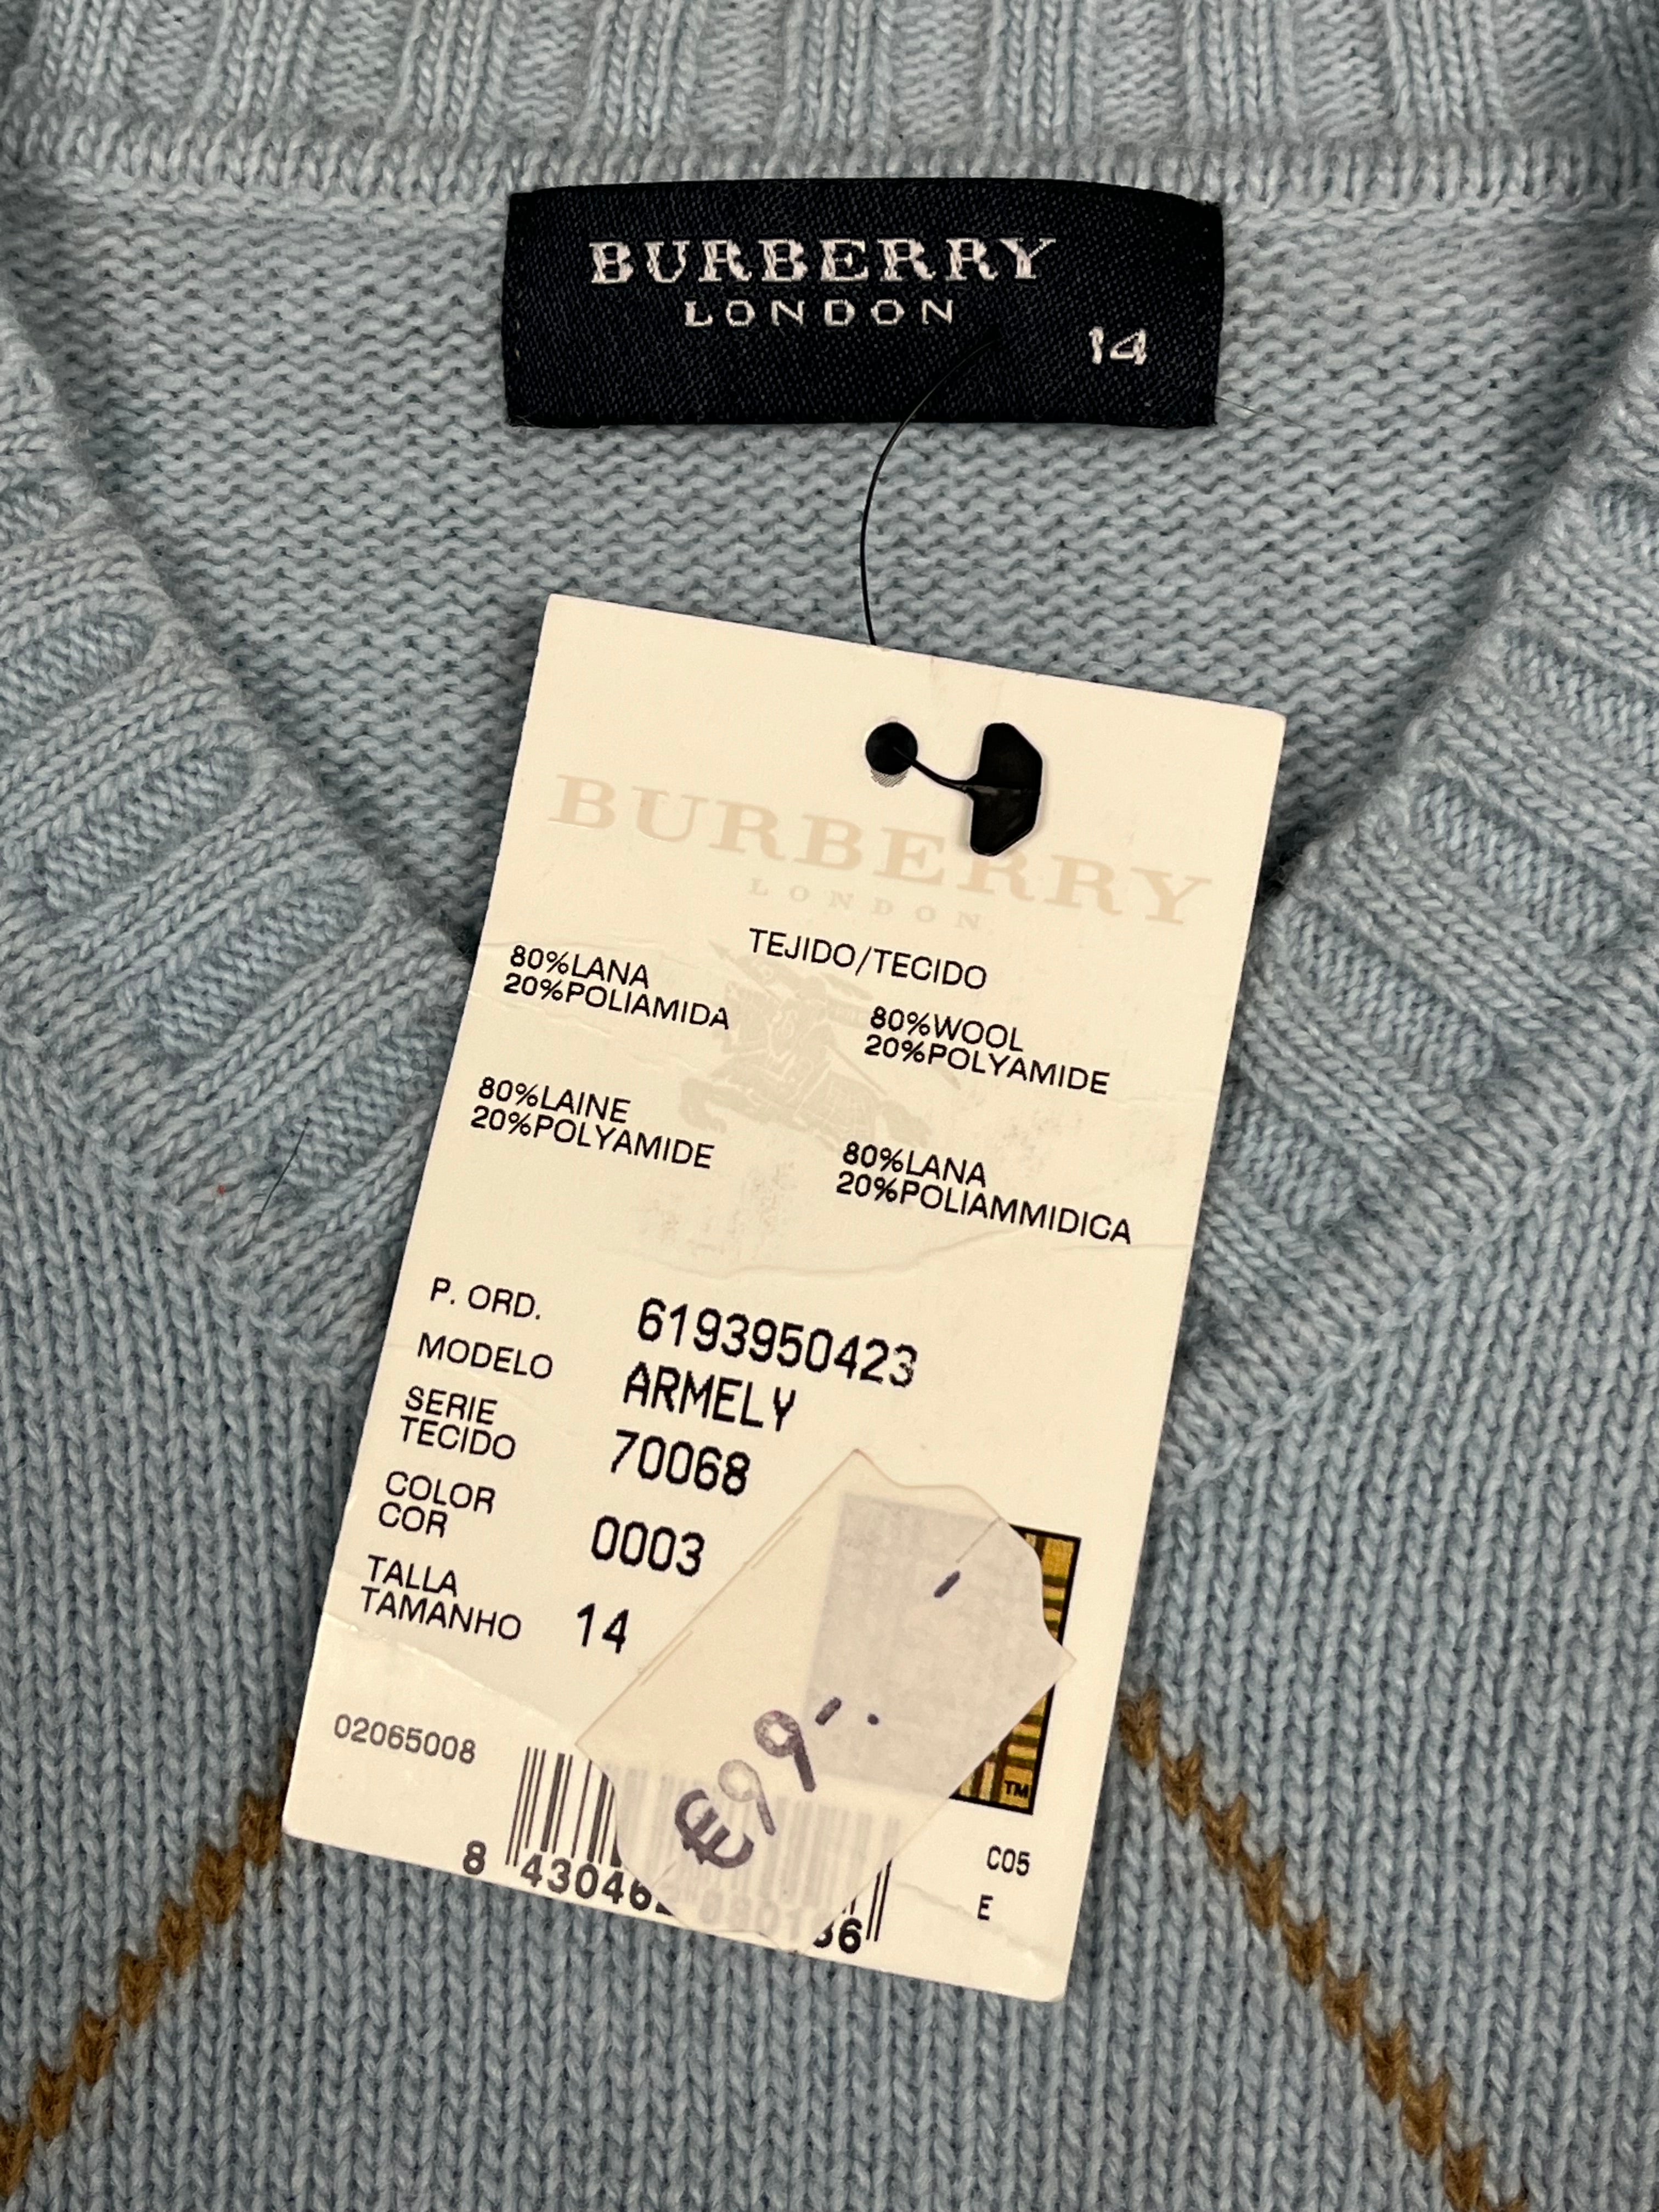 BURBERRY
LONDON
14
BURBERRY
LONDON
TEJIDO/TECIDO
80%LANA
20%POLIAMIDA
80%WOOL
20%POLYAMIDE
80%LAINE
20%POLYAMIDE
80%LANA
20%POLIAMMIDICA
P. ORD. 6193950423
MODELO ARMELY
SERIE
TECIDO 70068
COLOR
COR 0003
TALLA
TAMANHO 14
02065008
€99'
TM
C05
E
8